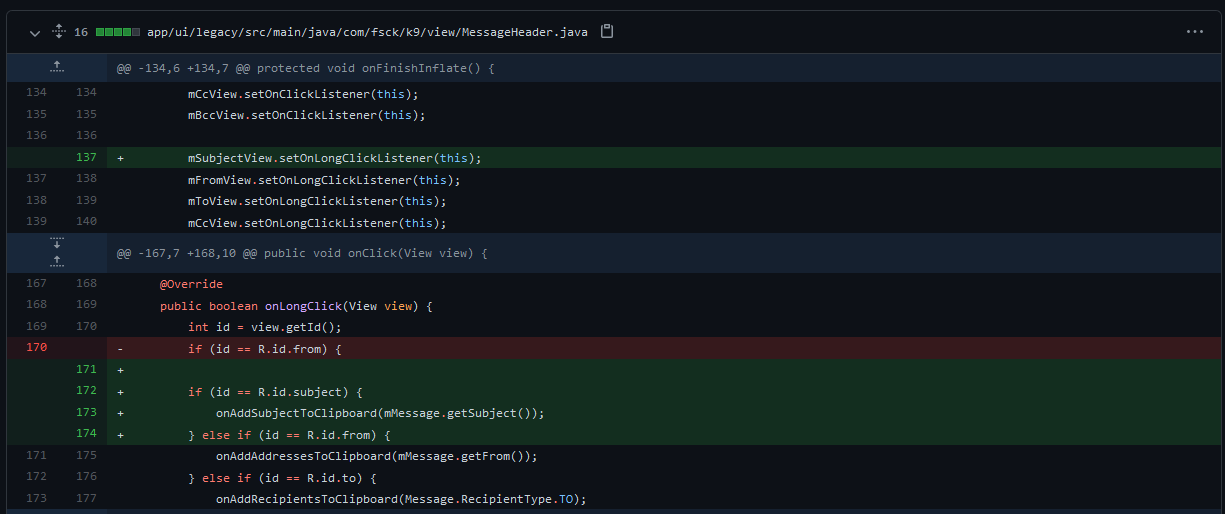 16 app/ui/legacy/src/main/java/com/fsck/k9/view/MessageHeader.java
@@ -134,6 +134,7 @@ protected void onFinishInflate() {
134 134 mCcView.setOnClickListener(this);
135 135 mBccView.setOnClickListener(this);
136 136
137 + mSubjectView.setOnLongClickListener(this);
137 138 mFromView.setOnLongClickListener(this);
138 139 mToView.setOnLongClickListener(this);
139 140 mCcView.setOnLongClickListener(this);
@@ -167,7 +168,10 @@ public void onClick(View view) {
167 168 @Override
168 169 public boolean onLongClick(View view) {
169 170 int id = view.getId();
170 - if (id == R.id.from) {
171 +
172 + if (id == R.id.subject) {
173 + onAddSubjectToClipboard(mMessage.getSubject());
174 + } else if (id == R.id.from) {
171 175 onAddAddressesToClipboard(mMessage.getFrom());
172 176 } else if (id == R.id.to) {
173 177 onAddRecipientsToClipboard(Message.RecipientType.TO);